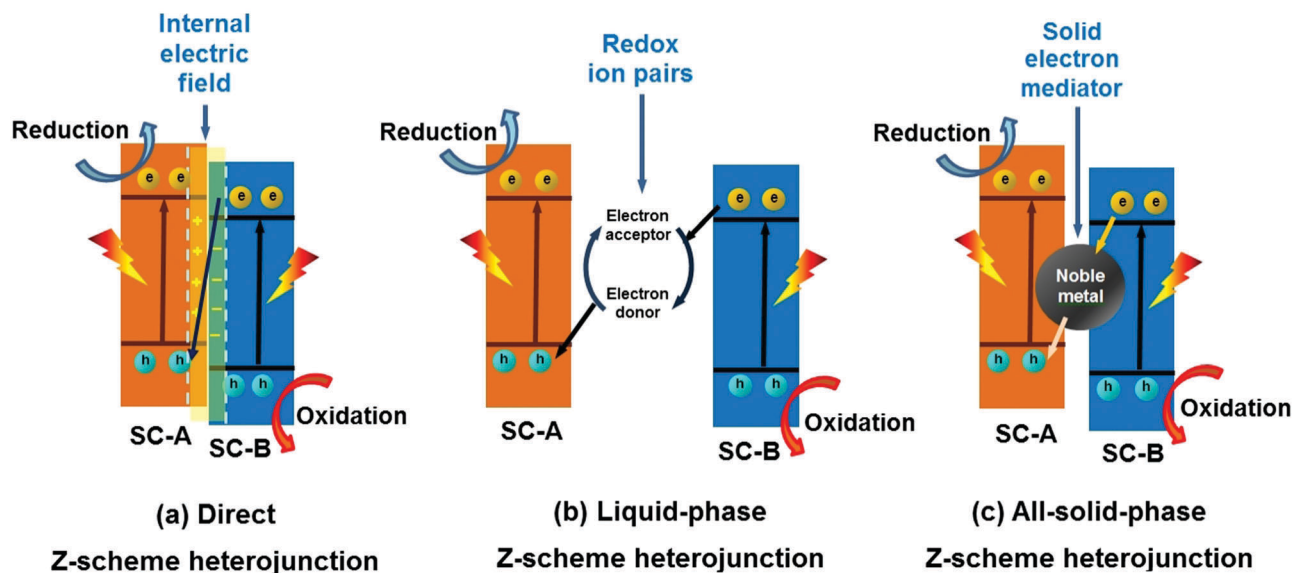 Internal
electric
field
Reduction
e e
e e
+
+
+
+
−
−
−
−
h h
h h
Oxidation
SC-A
SC-B
(a) Direct
Z-scheme heterojunction
Redox
ion pairs
Reduction
e e
e e
Electron
acceptor
Electron
donor
h h
h h
Oxidation
SC-A
SC-B
(b) Liquid-phase
Z-scheme heterojunction
Solid
electron
mediator
Reduction
e e
e e
Noble
metal
h h
h h
Oxidation
SC-A
SC-B
(c) All-solid-phase
Z-scheme heterojunction